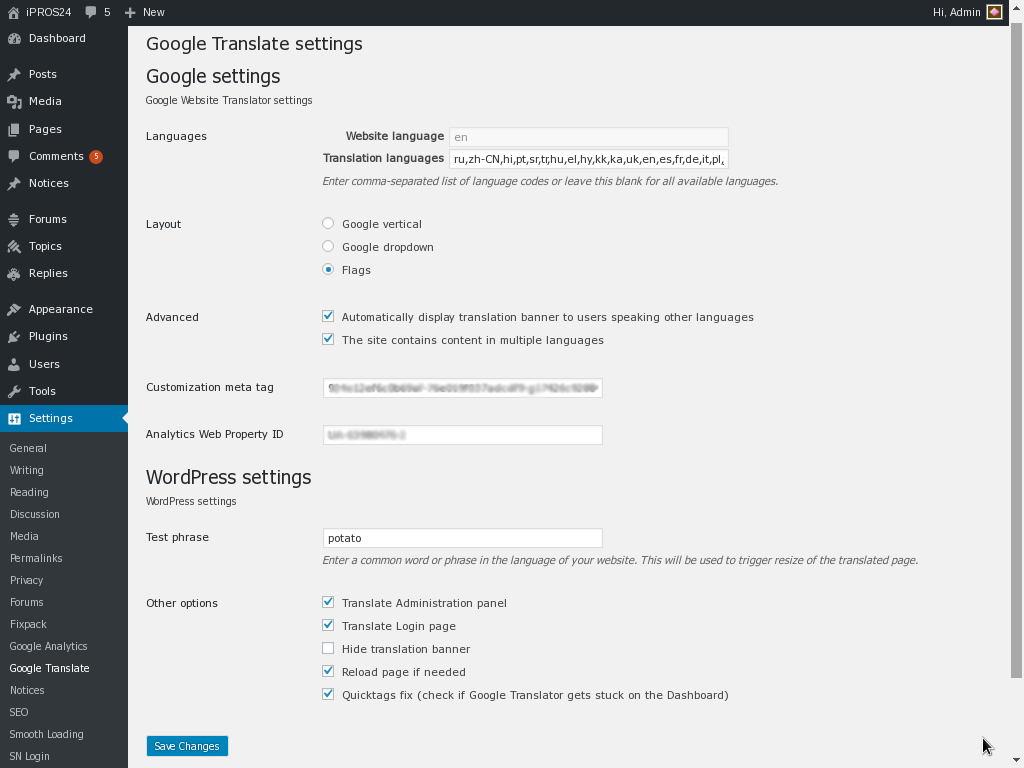 iPROS24 5 New Hi, Admin
Dashboard
Posts
Media
Pages
Comments 5
Notices
Forums
Topics
Replies
Appearance
Plugins
Users
Tools
Settings
General
Writing
Reading
Discussion
Media
Permalinks
Privacy
Forums
Fixpack
Google Analytics
Google Translate
Notices
SEO
Smooth Loading
SN Login
Google Translate settings
Google settings
Google Website Translator settings
Languages Website language en
Translation languages ru,zh-CN,hi,pt,sr,tr,hu,el,hy,kk,ka,uk,en,es,fr,de,it,pl,
Enter comma-separated list of language codes or leave this blank for all available languages.
Layout Google vertical
Google dropdown
Flags
Advanced Automatically display translation banner to users speaking other languages
The site contains content in multiple languages
Customization meta tag
Analytics Web Property ID
WordPress settings
WordPress settings
Test phrase potato
Enter a common word or phrase in the language of your website. This will be used to trigger resize of the translated page.
Other options Translate Administration panel
Translate Login page
Hide translation banner
Reload page if needed
Quicktags fix (check if Google Translator gets stuck on the Dashboard)
Save Changes